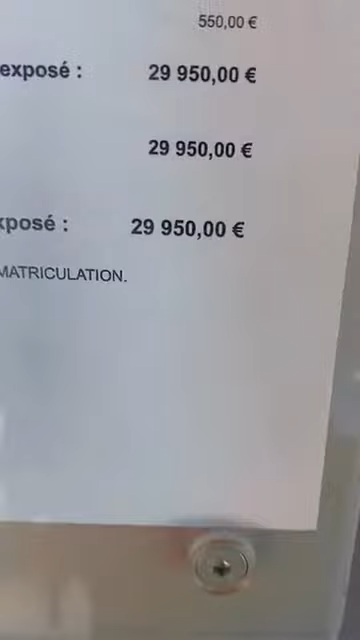 550,00 €
exposé : 29 950,00 €
29 950,00 €
xposé : 29 950,00 €
MATRICULATION.